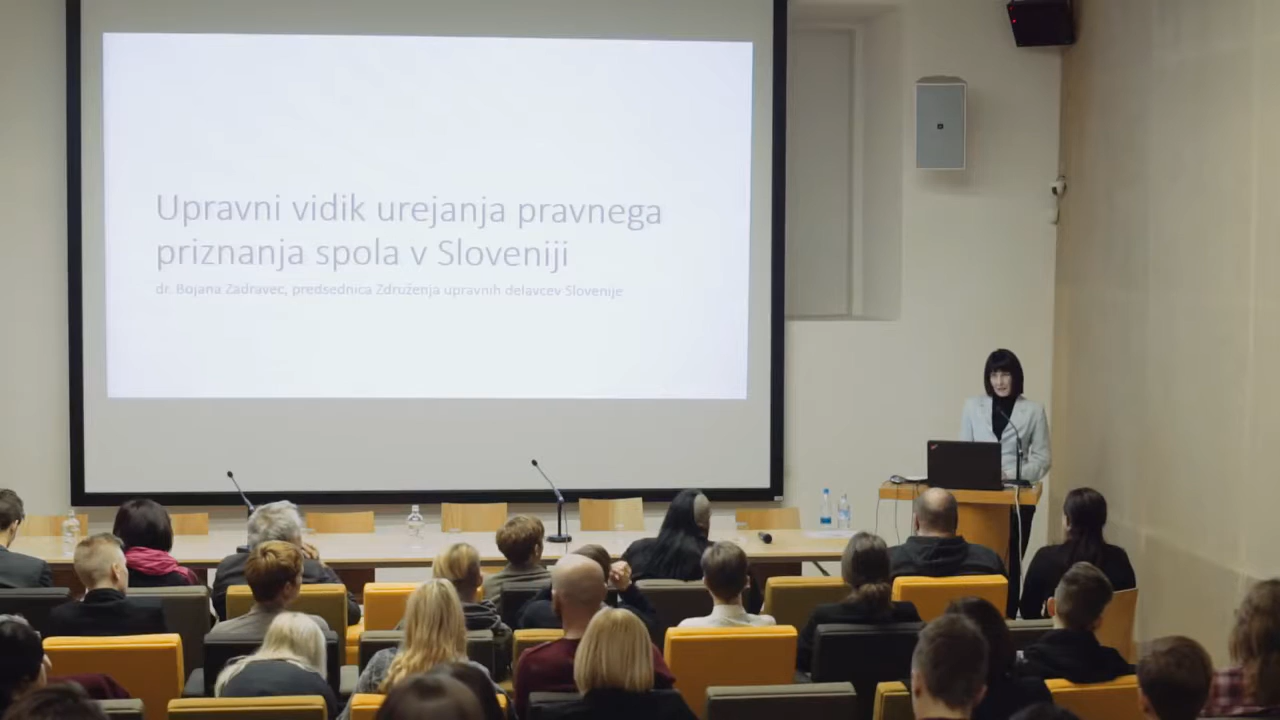 Upravni vidik urejanja pravnega
priznanja spola v Sloveniji
dr. Bojana Zadravec, predsednica Združenja upravnih delavcev Slovenije